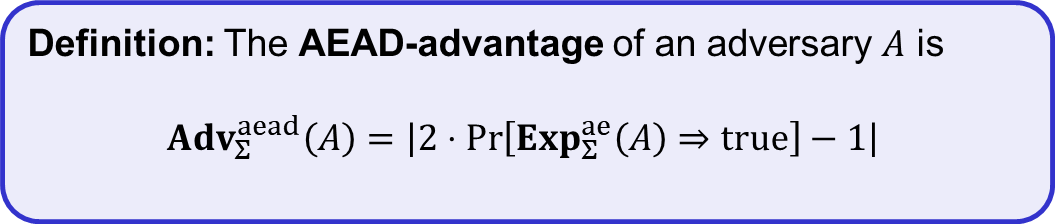 Definition: The AEAD-advantage of an adversary 𝐴 is
𝐀𝐝𝐯_Σ^aead(𝐴) = |2 ⋅ Pr[𝐄𝐱𝐩_Σ^ae(𝐴) ⇒ true] − 1|